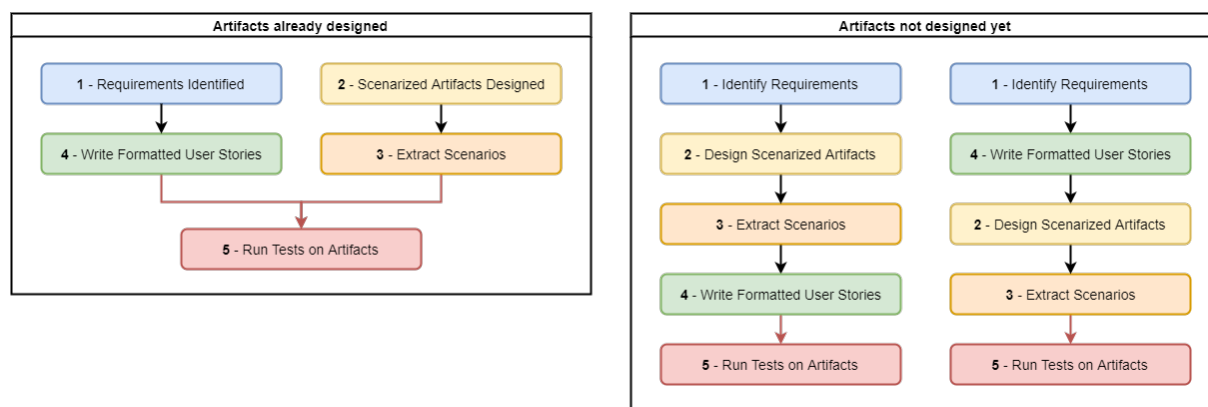 Artifacts already designed
1 - Requirements Identified
2 - Scenarized Artifacts Designed
4 - Write Formatted User Stories
3 - Extract Scenarios
5 - Run Tests on Artifacts
Artifacts not designed yet
1 - Identify Requirements
2 - Design Scenarized Artifacts
3 - Extract Scenarios
4 - Write Formatted User Stories
5 - Run Tests on Artifacts
1 - Identify Requirements
4 - Write Formatted User Stories
2 - Design Scenarized Artifacts
3 - Extract Scenarios
5 - Run Tests on Artifacts